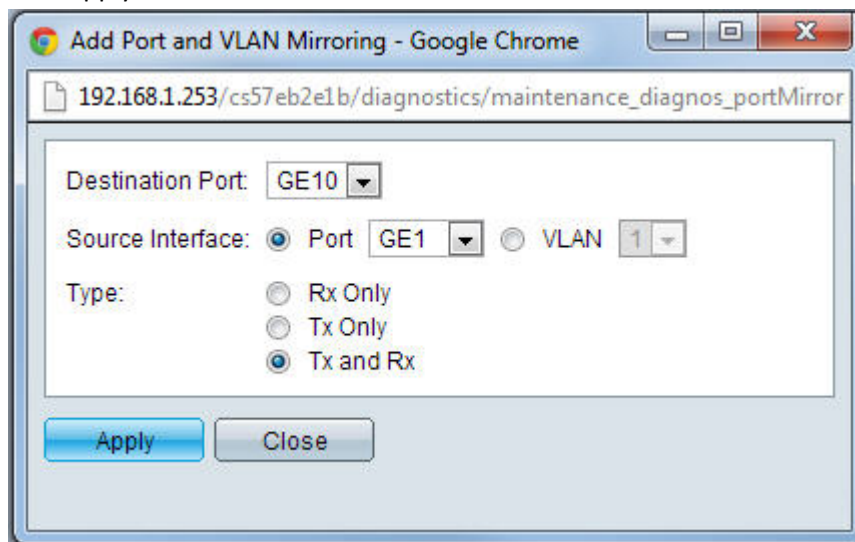 Add Port and VLAN Mirroring - Google Chrome
192.168.1.253/cs57eb2e1b/diagnostics/maintenance_diagnos_portMirror
Destination Port: GE10
Source Interface: Port GE1 VLAN 1
Type: Rx Only
Tx Only
Tx and Rx
Apply Close